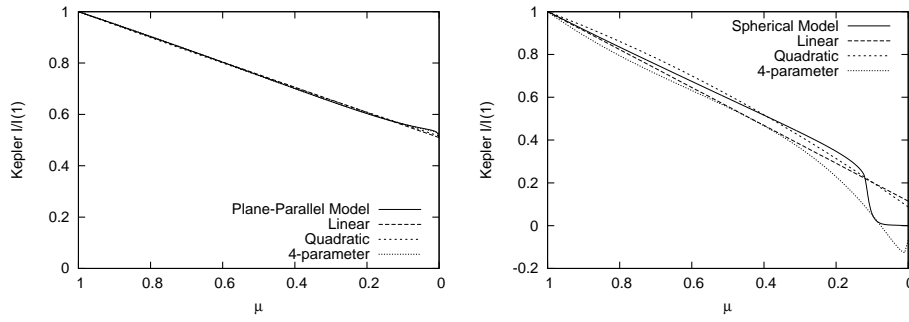 Kepler I/I(1)
1
0.8
0.6
0.4
0.2
0
Plane-Parallel Model
Linear
Quadratic
4-parameter
1 0.8 0.6 0.4 0.2 0
μ
Kepler I/I(1)
1
0.8
0.6
0.4
0.2
0
-0.2
Spherical Model
Linear
Quadratic
4-parameter
1 0.8 0.6 0.4 0.2 0
μ